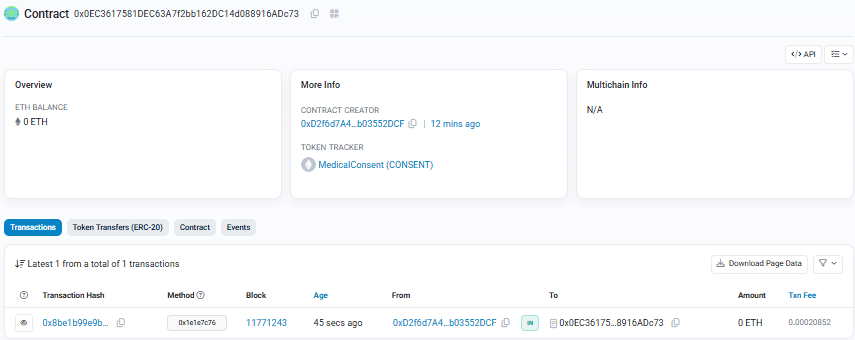 Contract 0x0EC3617581DEC63A7f2bb162DC14d088916ADc73
</> API
Overview
ETH BALANCE
0 ETH
More Info
CONTRACT CREATOR
0xD2f6d7A4...b03552DCF | 12 mins ago
TOKEN TRACKER
MedicalConsent (CONSENT)
Multichain Info
N/A
Transactions Token Transfers (ERC-20) Contract Events
Latest 1 from a total of 1 transactions Download Page Data
Transaction Hash Method Block Age From To Amount Txn Fee
0x8be1b99e9b... 0x1e1e7c76 11771243 45 secs ago 0xD2f6d7A4...b03552DCF IN 0x0EC36175...8916ADc73 0 ETH 0.00020852